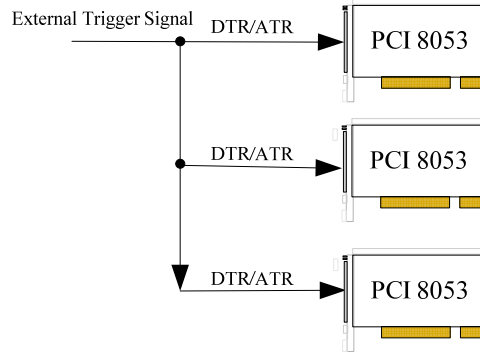 External Trigger Signal
DTR/ATR
PCI 8053
DTR/ATR
PCI 8053
DTR/ATR
PCI 8053